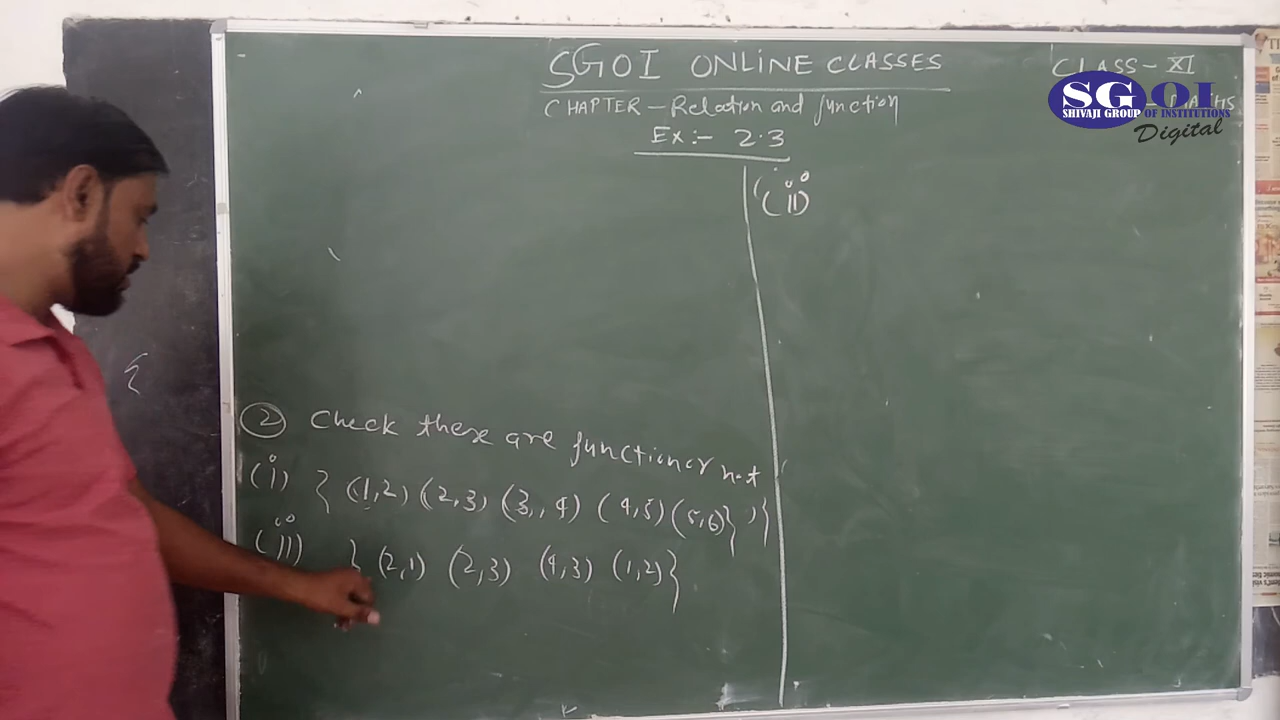 SGOI ONLINE CLASSES
CLASS - XI
CHAPTER - Relation and function
- MATHS
Ex:- 2.3
SGOI
SHIVAJI GROUP OF INSTITUTIONS
Digital
(ii)
2 Check these are function or not
(i) { (1,2) (2,3) (3,,4) (4,5) (5,6) } ) }
(ii) { (2,1) (2,3) (4,3) (1,2) }